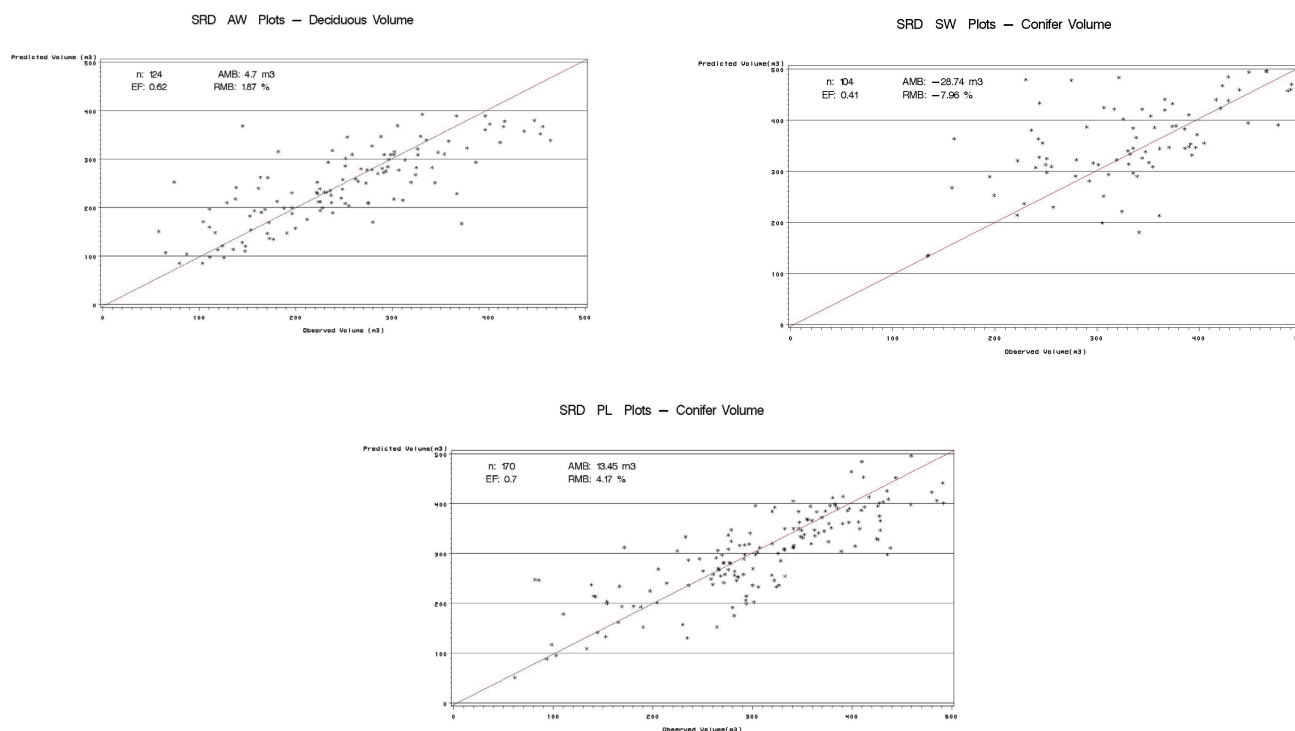 SRD AW Plots – Deciduous Volume
Predicted Volume (m3)
n: 124 AMB: 4.7 m3
EF: 0.62 RMB: 1.87 %
500
400
300
200
100
0
0 100 200 300 400 500
Observed Volume (m3)
SRD SW Plots – Conifer Volume
Predicted Volume(m3)
n: 104 AMB: –28.74 m3
EF: 0.41 RMB: –7.96 %
500
400
300
200
100
0
0 100 200 300 400
Observed Volume(m3)
SRD PL Plots – Conifer Volume
Predicted Volume(m3)
n: 170 AMB: 13.45 m3
EF: 0.7 RMB: 4.17 %
500
400
300
200
100
0
0 100 200 300 400 500
Observed Volume(m3)